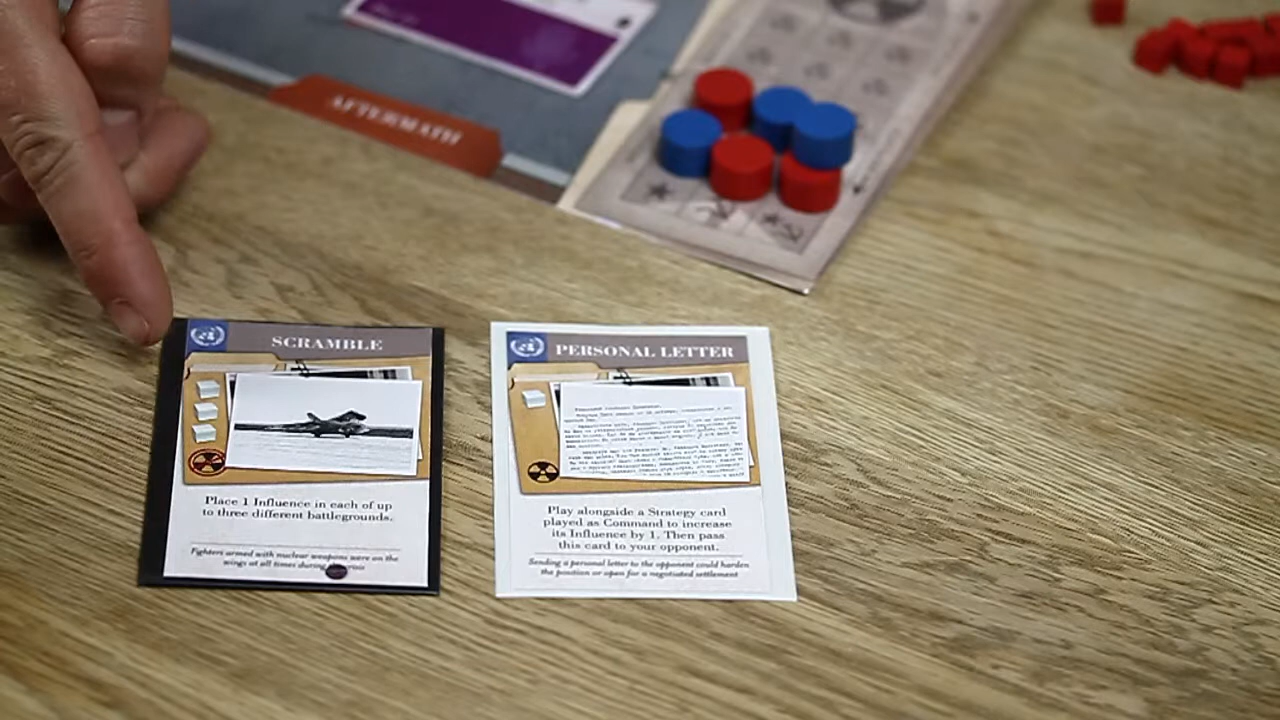 AFTERMATH
SCRAMBLE
Place 1 Influence in each of up
to three different battlegrounds.
Fighters armed with nuclear weapons were on the
wings at all times during
PERSONAL LETTER
Play alongside a Strategy card
played as Command to increase
its Influence by 1. Then pass
this card to your opponent.
Sending a personal letter to the opponent could harden
the position or open for a negotiated settlement